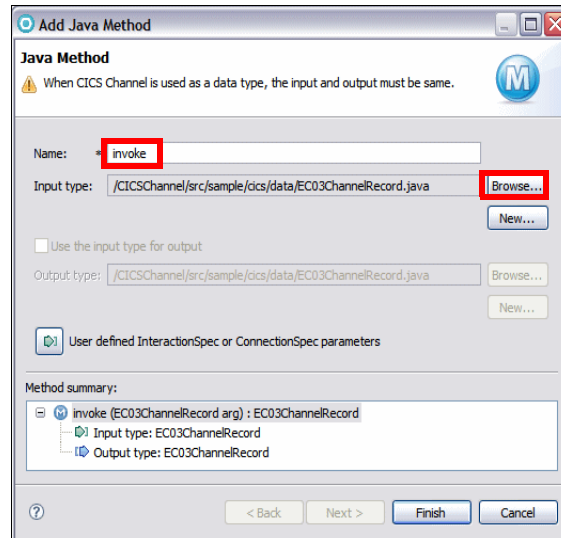 Add Java Method
Java Method
When CICS Channel is used as a data type, the input and output must be same.
M
Name: * invoke
Input type: /CICSChannel/src/sample/cics/data/EC03ChannelRecord.java Browse...
New...
Use the input type for output
Output type: /CICSChannel/src/sample/cics/data/EC03ChannelRecord.java Browse...
New...
User defined InteractionSpec or ConnectionSpec parameters
Method summary:
M invoke (EC03ChannelRecord arg) : EC03ChannelRecord
Input type: EC03ChannelRecord
Output type: EC03ChannelRecord
? < Back Next > Finish Cancel